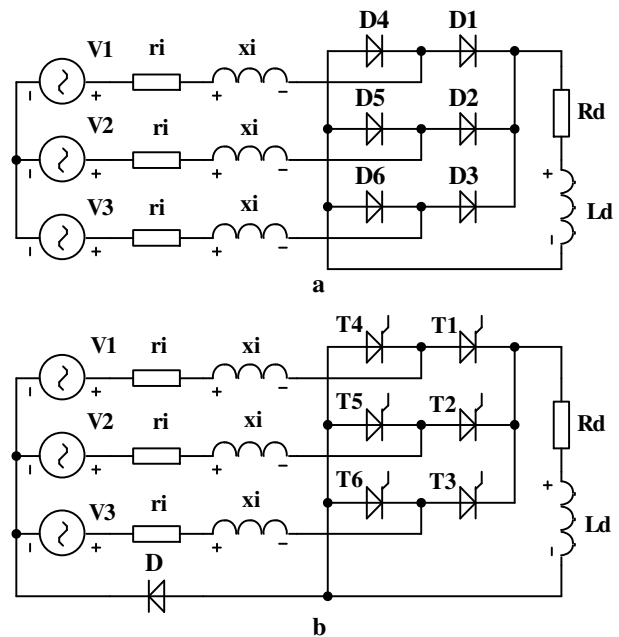 D4 D1
V1 ri xi
+ + −
D5 D2
Rd
V2 ri xi
+ + −
D6 D3
+
V3 ri xi
Ld
+ + −
a
T4 T1
V1 ri xi
+ + −
T5 T2
Rd
V2 ri xi
+ + −
T6 T3
+
V3 ri xi
Ld
+ + −
D
b